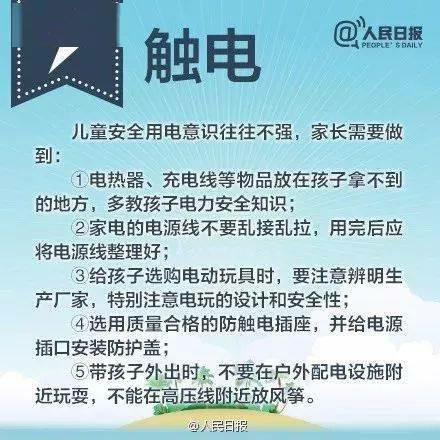 触电
@人民日报
PEOPLE'S DAILY
儿童安全用电意识往往不强，家长需要做
到：
①电热器、充电线等物品放在孩子拿不到
的地方，多教孩子电力安全知识；
②家电的电源线不要乱接乱拉，用完后应
将电源线整理好；
③给孩子选购电动玩具时，要注意辨明生
产厂家，特别注意电玩的设计和安全性；
④选用质量合格的防触电插座，并给电源
插口安装防护盖；
⑤带孩子外出时，不要在户外配电设施附
近玩耍，不能在高压线附近放风筝。
@人民日报